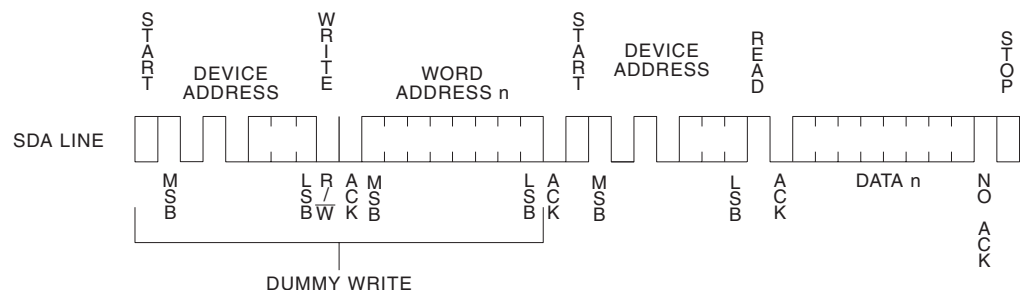 START
WRITE
START
READ
STOP
DEVICE
ADDRESS
WORD
ADDRESS n
DEVICE
ADDRESS
SDA LINE
MSB
LSB
R/W
ACK
MSB
LSB
ACK
MSB
LSB
ACK
DATA n
NO ACK
DUMMY WRITE